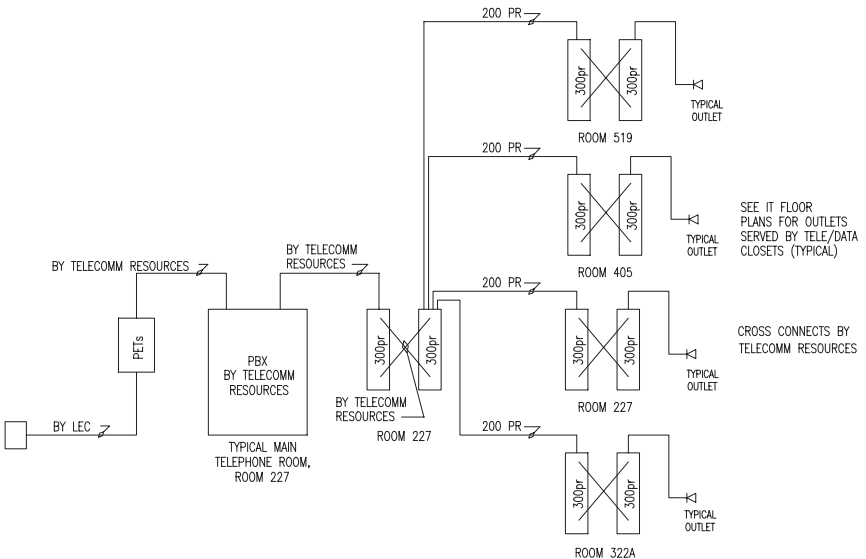 200 PR
300pr
300pr
TYPICAL
OUTLET
ROOM 519
200 PR
300pr
300pr
TYPICAL
OUTLET
ROOM 405
SEE IT FLOOR
PLANS FOR OUTLETS
SERVED BY TELE/DATA
CLOSETS (TYPICAL)
BY TELECOMM RESOURCES
BY TELECOMM
RESOURCES
200 PR
300pr
300pr
TYPICAL
OUTLET
ROOM 227
CROSS CONNECTS BY
TELECOMM RESOURCES
PETs
PBX
BY TELECOMM
RESOURCES
300pr
300pr
BY TELECOMM
RESOURCES
ROOM 227
BY LEC
TYPICAL MAIN
TELEPHONE ROOM,
ROOM 227
200 PR
300pr
300pr
TYPICAL
OUTLET
ROOM 322A